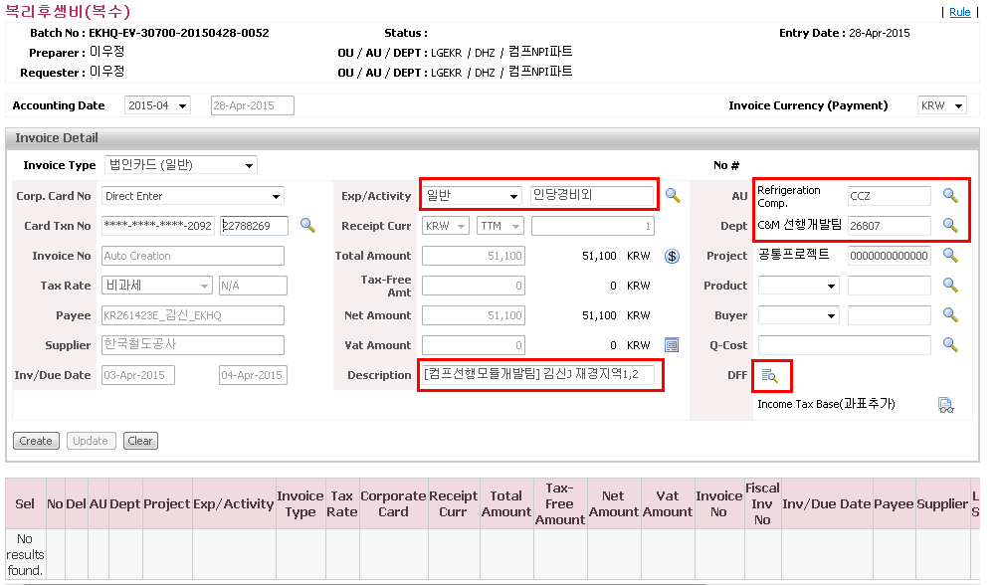 복리후생비(복수)
| Rule |
Batch No : EKHQ-EV-30700-20150428-0052 Status : Entry Date : 28-Apr-2015
Preparer : 이우정 OU / AU / DEPT : LGEKR / DHZ / 컴프NPI파트
Requester : 이우정 OU / AU / DEPT : LGEKR / DHZ / 컴프NPI파트
Accounting Date 2015-04 28-Apr-2015 Invoice Currency (Payment) KRW
Invoice Detail
Invoice Type 법인카드 (일반) No #
Corp. Card No Direct Enter Exp/Activity 일반 인당경비외 AU Refrigeration Comp. CCZ
Card Txn No ****-****-****-2092 22788269 Receipt Curr KRW TTM 1 Dept C&M 선행개발팀 26807
Invoice No Auto Creation Total Amount 51,100 51,100 KRW Project 공통프로젝트 0000000000000
Tax Rate 비과세 N/A Tax-Free Amt 0 0 KRW Product
Payee KR261423E_김신_EKHQ Net Amount 51,100 51,100 KRW Buyer
Supplier 한국철도공사 Vat Amount 0 0 KRW Q-Cost
Inv/Due Date 03-Apr-2015 04-Apr-2015 Description [컴프선행모듈개발팀] 김신J 재경지역1,2 DFF
Income Tax Base(과표추가)
Create Update Clear
Sel No Del AU Dept Project Exp/Activity Invoice Type Tax Rate Corporate Card Receipt Curr Total Amount Tax-Free Amount Net Amount Vat Amount Invoice No Fiscal Inv No Inv/Due Date Payee Supplier
No results found.